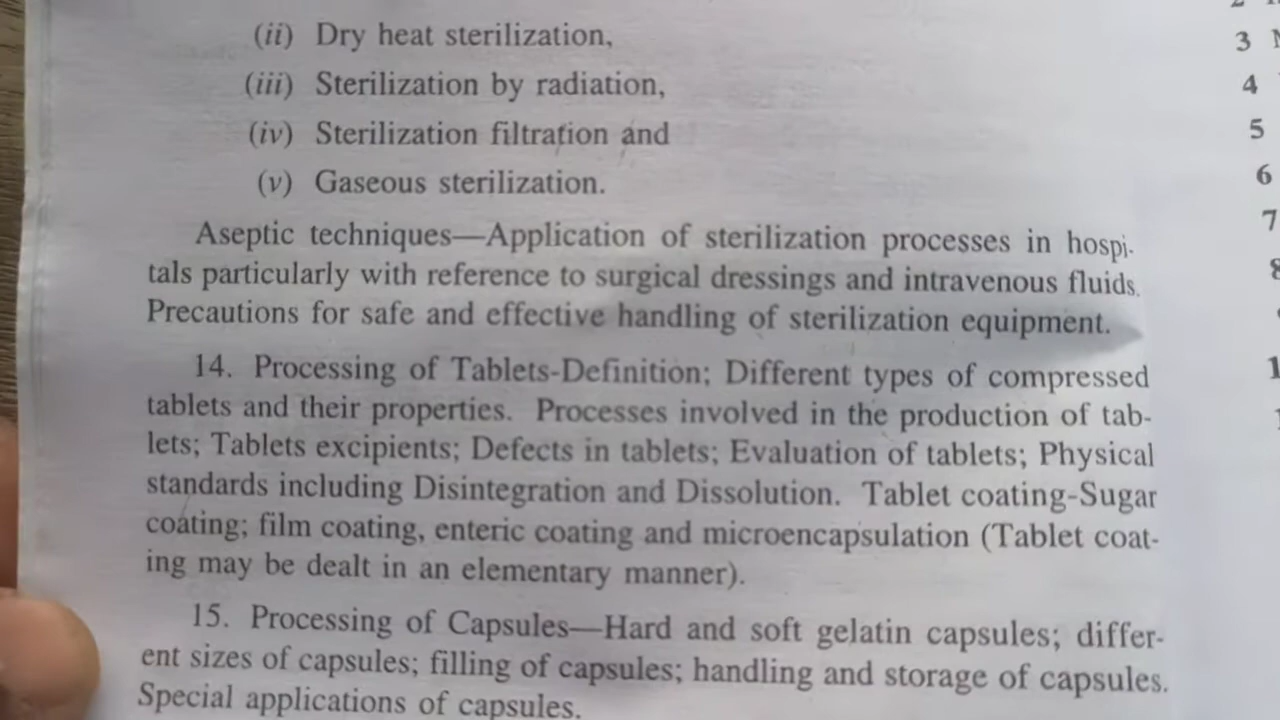 (ii) Dry heat sterilization,
(iii) Sterilization by radiation,
(iv) Sterilization filtration and
(v) Gaseous sterilization.
Aseptic techniques—Application of sterilization processes in hospi-
tals particularly with reference to surgical dressings and intravenous fluids.
Precautions for safe and effective handling of sterilization equipment.
14. Processing of Tablets-Definition; Different types of compressed
tablets and their properties. Processes involved in the production of tab-
lets; Tablets excipients; Defects in tablets; Evaluation of tablets; Physical
standards including Disintegration and Dissolution. Tablet coating-Sugar
coating; film coating, enteric coating and microencapsulation (Tablet coat-
ing may be dealt in an elementary manner).
15. Processing of Capsules—Hard and soft gelatin capsules; differ-
ent sizes of capsules; filling of capsules; handling and storage of capsules.
Special applications of capsules.
3
4
5
6
7